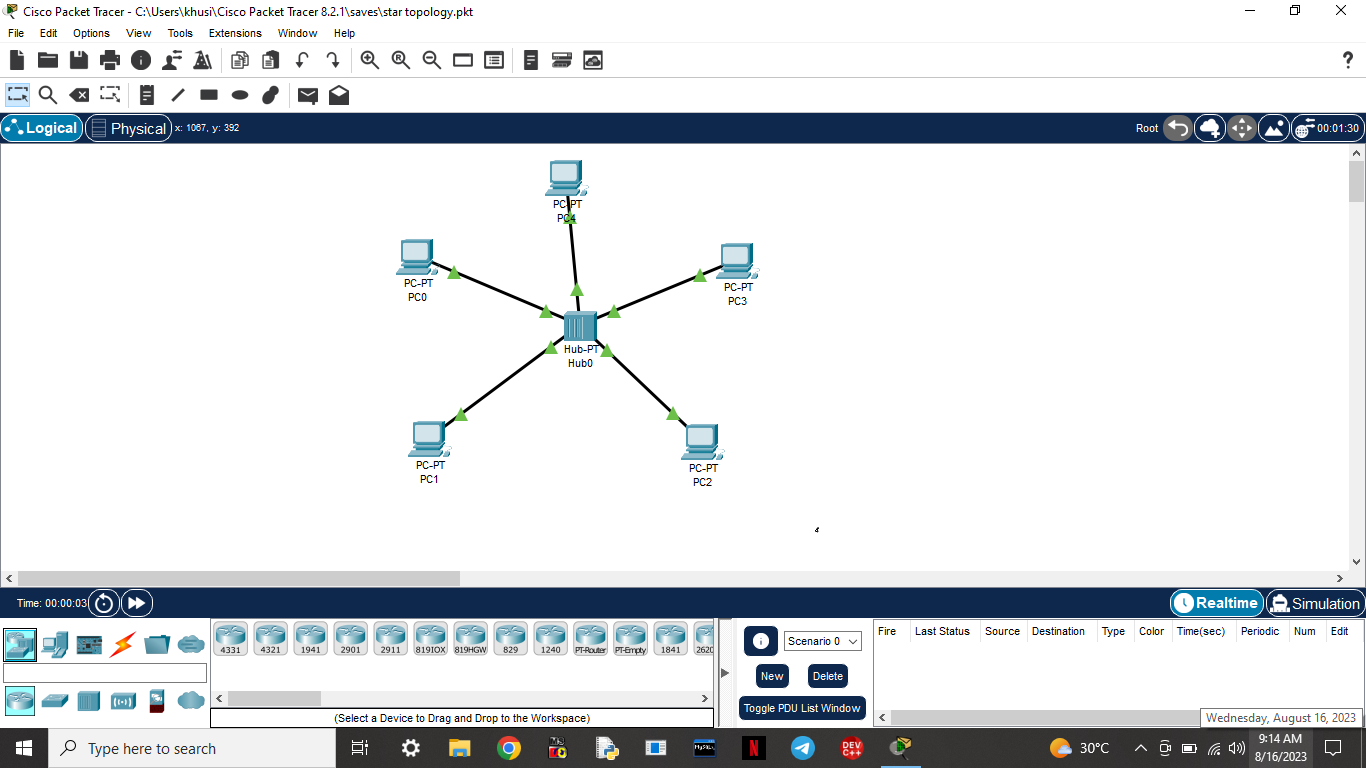 Cisco Packet Tracer - C:\Users\khusi\Cisco Packet Tracer 8.2.1\saves\star topology.pkt
File Edit Options View Tools Extensions Window Help
Logical Physical x: 1067, y: 392 Root 00:01:30
PC-PT
PC4
PC-PT
PC0
PC-PT
PC3
Hub-PT
Hub0
PC-PT
PC1
PC-PT
PC2
Time: 00:00:03 Realtime Simulation
4331 4321 1941 2901 2911 819IOX 819HGW 829 1240 PT-Router PT-Empty 1841 2620
(Select a Device to Drag and Drop to the Workspace)
Scenario 0
New Delete
Toggle PDU List Window
Fire Last Status Source Destination Type Color Time(sec) Periodic Num Edit
Wednesday, August 16, 2023
Type here to search
MySQL
N
DEV
C++
30°C
9:14 AM
8/16/2023